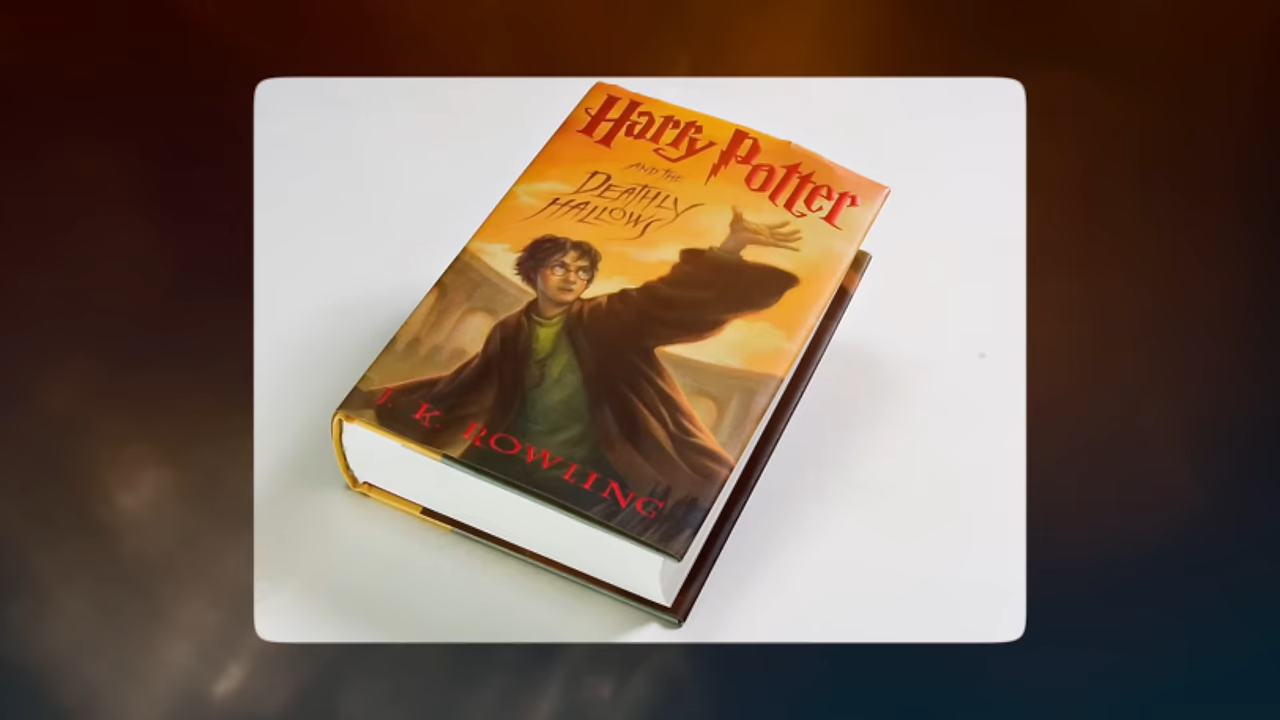 Harry Potter
AND THE
DEATHLY
HALLOWS
J. K. ROWLING